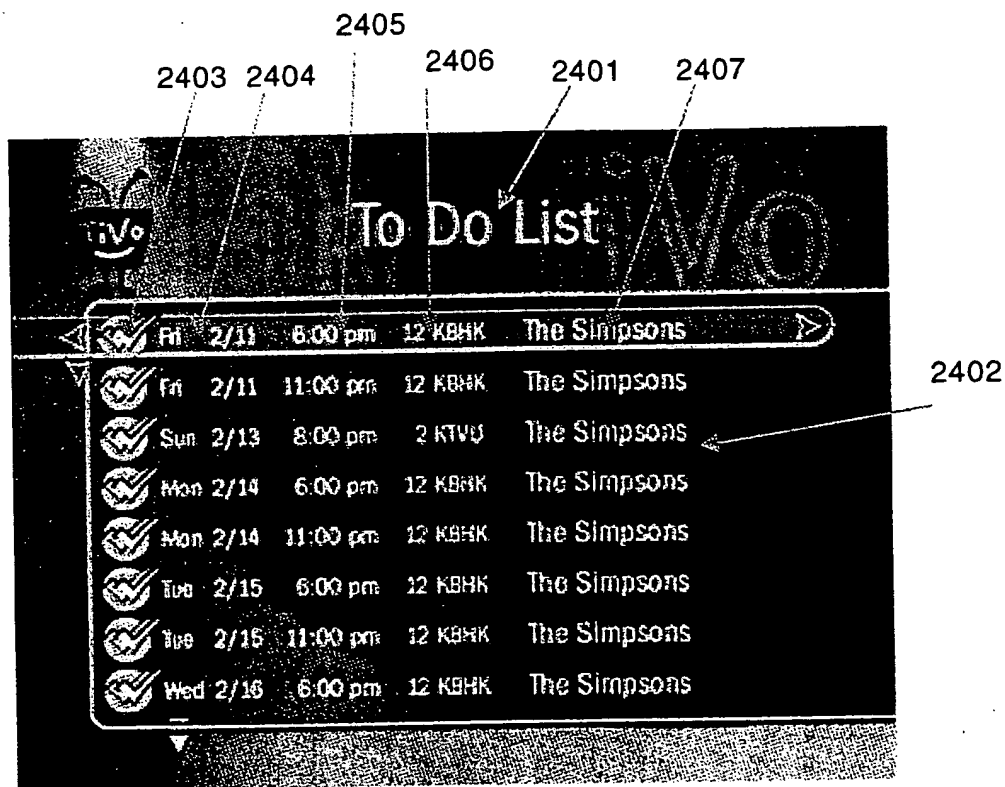 2405
2403 2404 2406 2401 2407
TiVo
To Do List
TiVo
Fri 2/11 6:00 pm 12 KBHK The Simpsons
Fri 2/11 11:00 pm 12 KBHK The Simpsons
2402
Sun 2/13 8:00 pm 2 KTVU The Simpsons
Mon 2/14 6:00 pm 12 KBHK The Simpsons
Mon 2/14 11:00 pm 12 KBHK The Simpsons
Tue 2/15 6:00 pm 12 KBHK The Simpsons
Tue 2/15 11:00 pm 12 KBHK The Simpsons
Wed 2/16 6:00 pm 12 KBHK The Simpsons